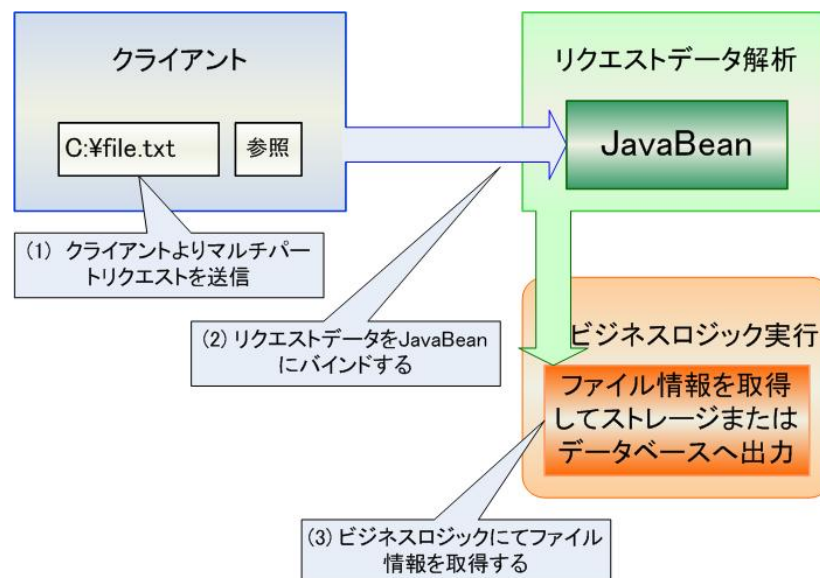 クライアント
C:¥file.txt
参照
リクエストデータ解析
JavaBean
(1) クライアントよりマルチパー
トリクエストを送信
(2) リクエストデータをJavaBean
にバインドする
ビジネスロジック実行
ファイル情報を取得
してストレージまたは
データベースへ出力
(3) ビジネスロジックにてファイル
情報を取得する